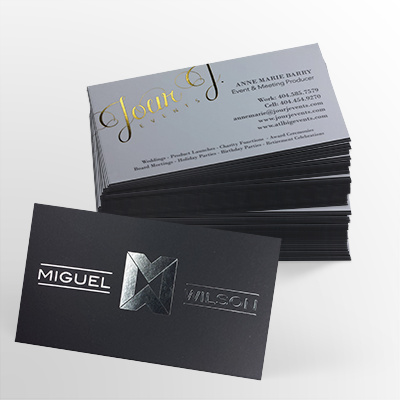 Jour J.
EVENTS
ANNE MARIE BARRY
Event & Meeting Producer
Work: 404.585.7579
Cell: 404.454.9270
annemarie@jourjevents.com
www.jourjevents.com
www.atlbigevents.com
Weddings - Product Launches - Charity Functions - Award Ceremonies
Board Meetings - Holiday Parties - Birthday Parties - Retirement Celebrations
MIGUEL
WILSON